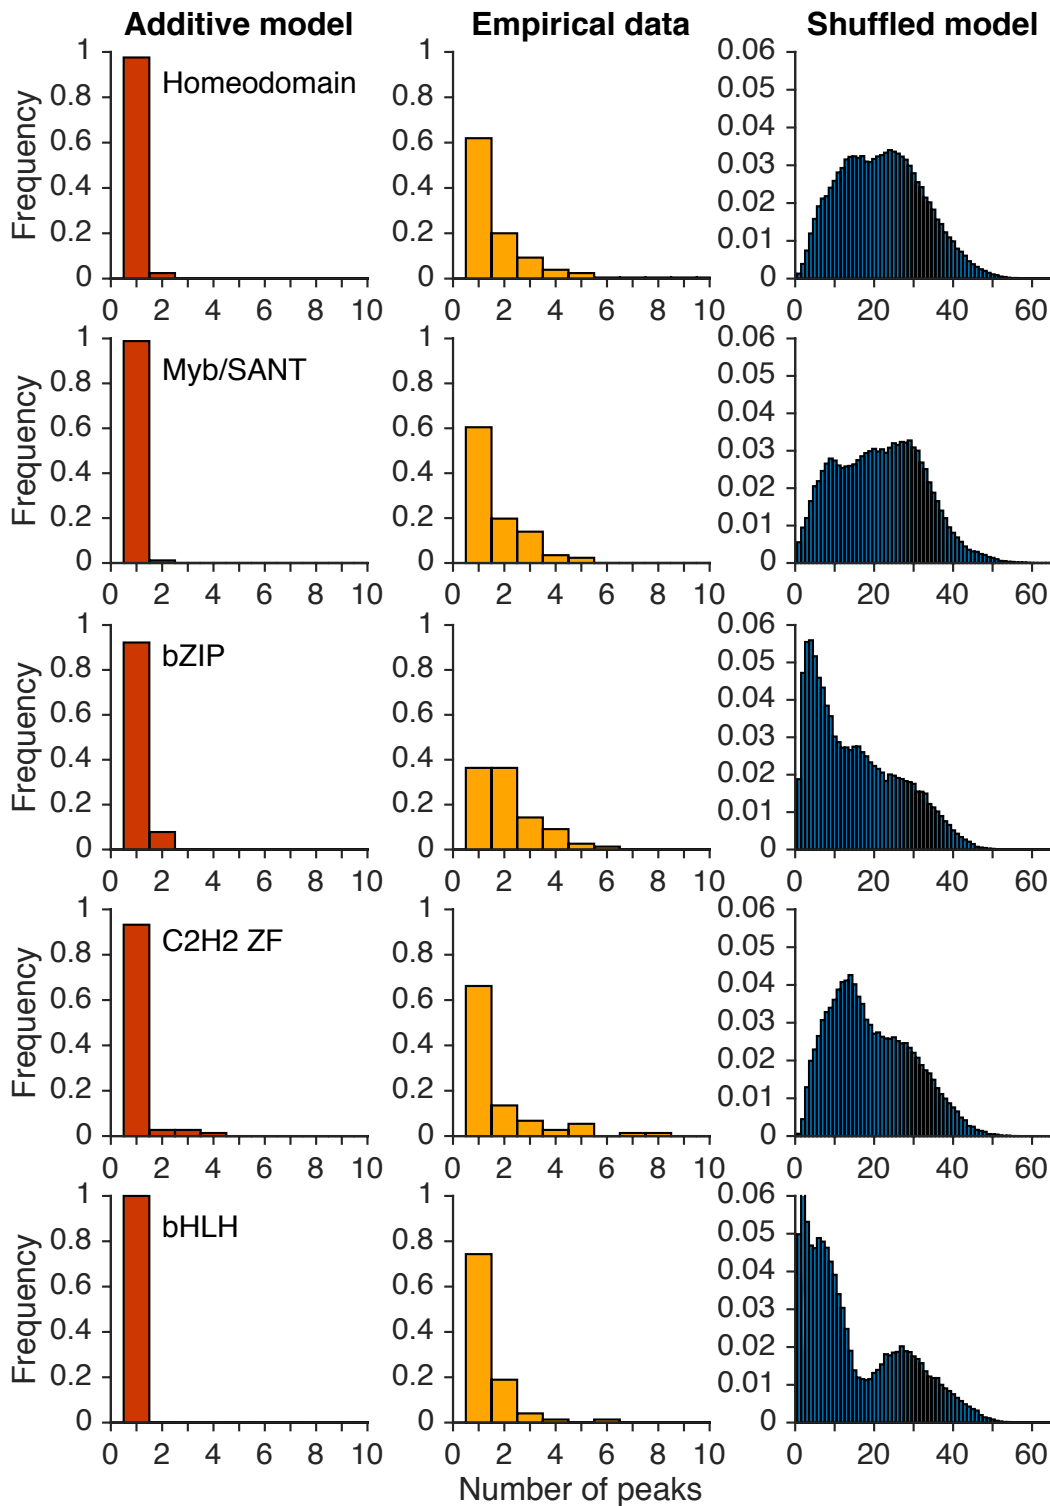 Additive model Empirical data Shuffled model
Homeodomain
Frequency
1 0.8 0.6 0.4 0.2 0
0 2 4 6 8 10
1 0.8 0.6 0.4 0.2 0
0 2 4 6 8 10
0.06 0.05 0.04 0.03 0.02 0.01 0
0 20 40 60
Myb/SANT
Frequency
1 0.8 0.6 0.4 0.2 0
0 2 4 6 8 10
1 0.8 0.6 0.4 0.2 0
0 2 4 6 8 10
0.06 0.05 0.04 0.03 0.02 0.01 0
0 20 40 60
bZIP
Frequency
1 0.8 0.6 0.4 0.2 0
0 2 4 6 8 10
1 0.8 0.6 0.4 0.2 0
0 2 4 6 8 10
0.06 0.05 0.04 0.03 0.02 0.01 0
0 20 40 60
C2H2 ZF
Frequency
1 0.8 0.6 0.4 0.2 0
0 2 4 6 8 10
1 0.8 0.6 0.4 0.2 0
0 2 4 6 8 10
0.06 0.05 0.04 0.03 0.02 0.01 0
0 20 40 60
bHLH
Frequency
1 0.8 0.6 0.4 0.2 0
0 2 4 6 8 10
1 0.8 0.6 0.4 0.2 0
0 2 4 6 8 10
0.06 0.05 0.04 0.03 0.02 0.01 0
0 20 40 60
Number of peaks